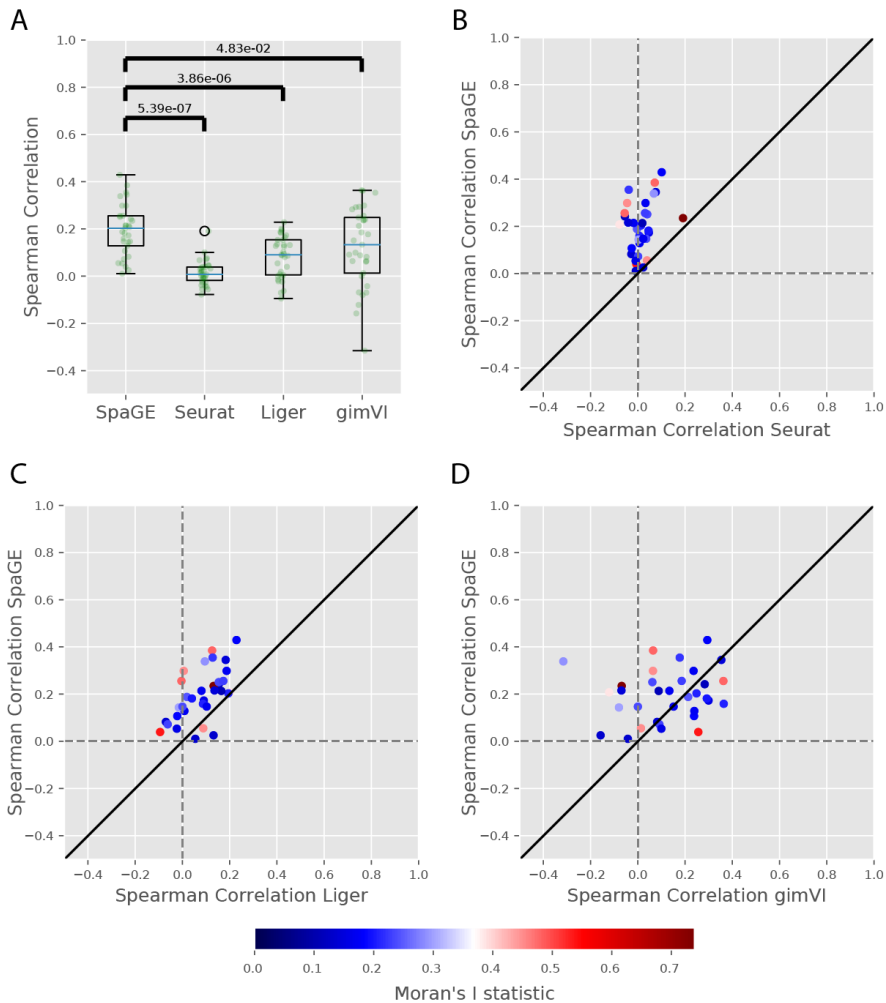 A
1.0
0.8
0.6
0.4
0.2
0.0
−0.2
−0.4
Spearman Correlation
4.83e-02
3.86e-06
5.39e-07
SpaGE Seurat Liger gimVI
B
1.0
0.8
0.6
0.4
0.2
0.0
−0.2
−0.4
Spearman Correlation SpaGE
−0.4 −0.2 0.0 0.2 0.4 0.6 0.8 1.0
Spearman Correlation Seurat
C
1.0
0.8
0.6
0.4
0.2
0.0
−0.2
−0.4
Spearman Correlation SpaGE
−0.4 −0.2 0.0 0.2 0.4 0.6 0.8 1.0
Spearman Correlation Liger
D
1.0
0.8
0.6
0.4
0.2
0.0
−0.2
−0.4
Spearman Correlation SpaGE
−0.4 −0.2 0.0 0.2 0.4 0.6 0.8 1.0
Spearman Correlation gimVI
0.0 0.1 0.2 0.3 0.4 0.5 0.6 0.7
Moran's I statistic